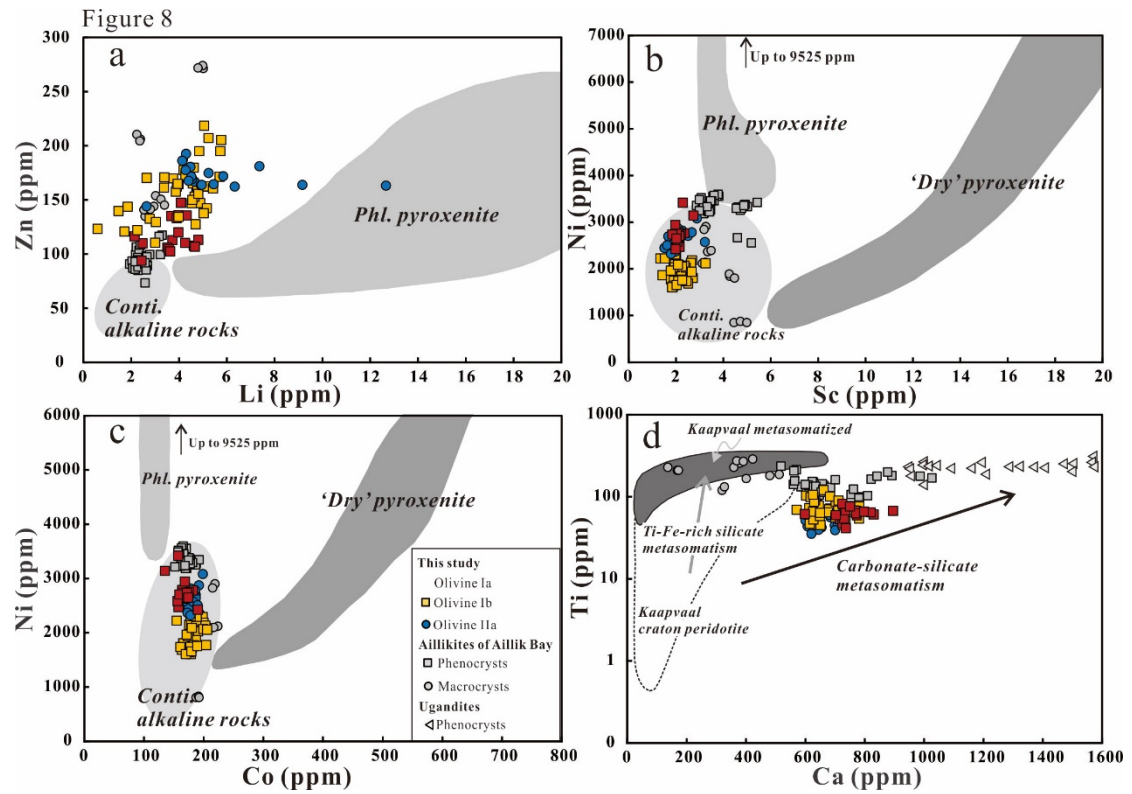 Figure 8
a
300
250
200
150
100
50
0
Zn (ppm)
Phl. pyroxenite
Conti.
alkaline rocks
0 2 4 6 8 10 12 14 16 18 20
Li (ppm)
b
7000
6000
5000
4000
3000
2000
1000
0
Ni (ppm)
Up to 9525 ppm
Phl. pyroxenite
'Dry' pyroxenite
Conti.
alkaline rocks
0 2 4 6 8 10 12 14 16 18 20
Sc (ppm)
c
6000
5000
4000
3000
2000
1000
0
Ni (ppm)
Up to 9525 ppm
Phl. pyroxenite
'Dry' pyroxenite
Conti.
alkaline rocks
This study
Olivine Ia
Olivine Ib
Olivine IIa
Aillikites of Aillik Bay
Phenocrysts
Macrocrysts
Ugandites
Phenocrysts
0 100 200 300 400 500 600 700 800
Co (ppm)
d
1000
100
10
1
0
Ti (ppm)
Kaapvaal metasomatized
Ti-Fe-rich silicate
metasomatism
Carbonate-silicate
metasomatism
Kaapvaal
craton peridotite
0 200 400 600 800 1000 1200 1400 1600
Ca (ppm)